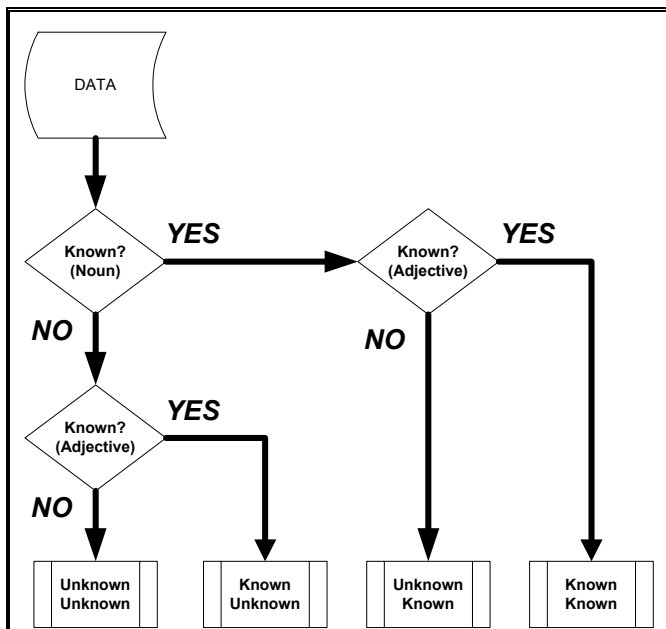 DATA
YES
YES
Known?
(Noun)
Known?
(Adjective)
NO
NO
YES
Known?
(Adjective)
NO
Unknown
Unknown
Known
Unknown
Unknown
Known
Known
Known